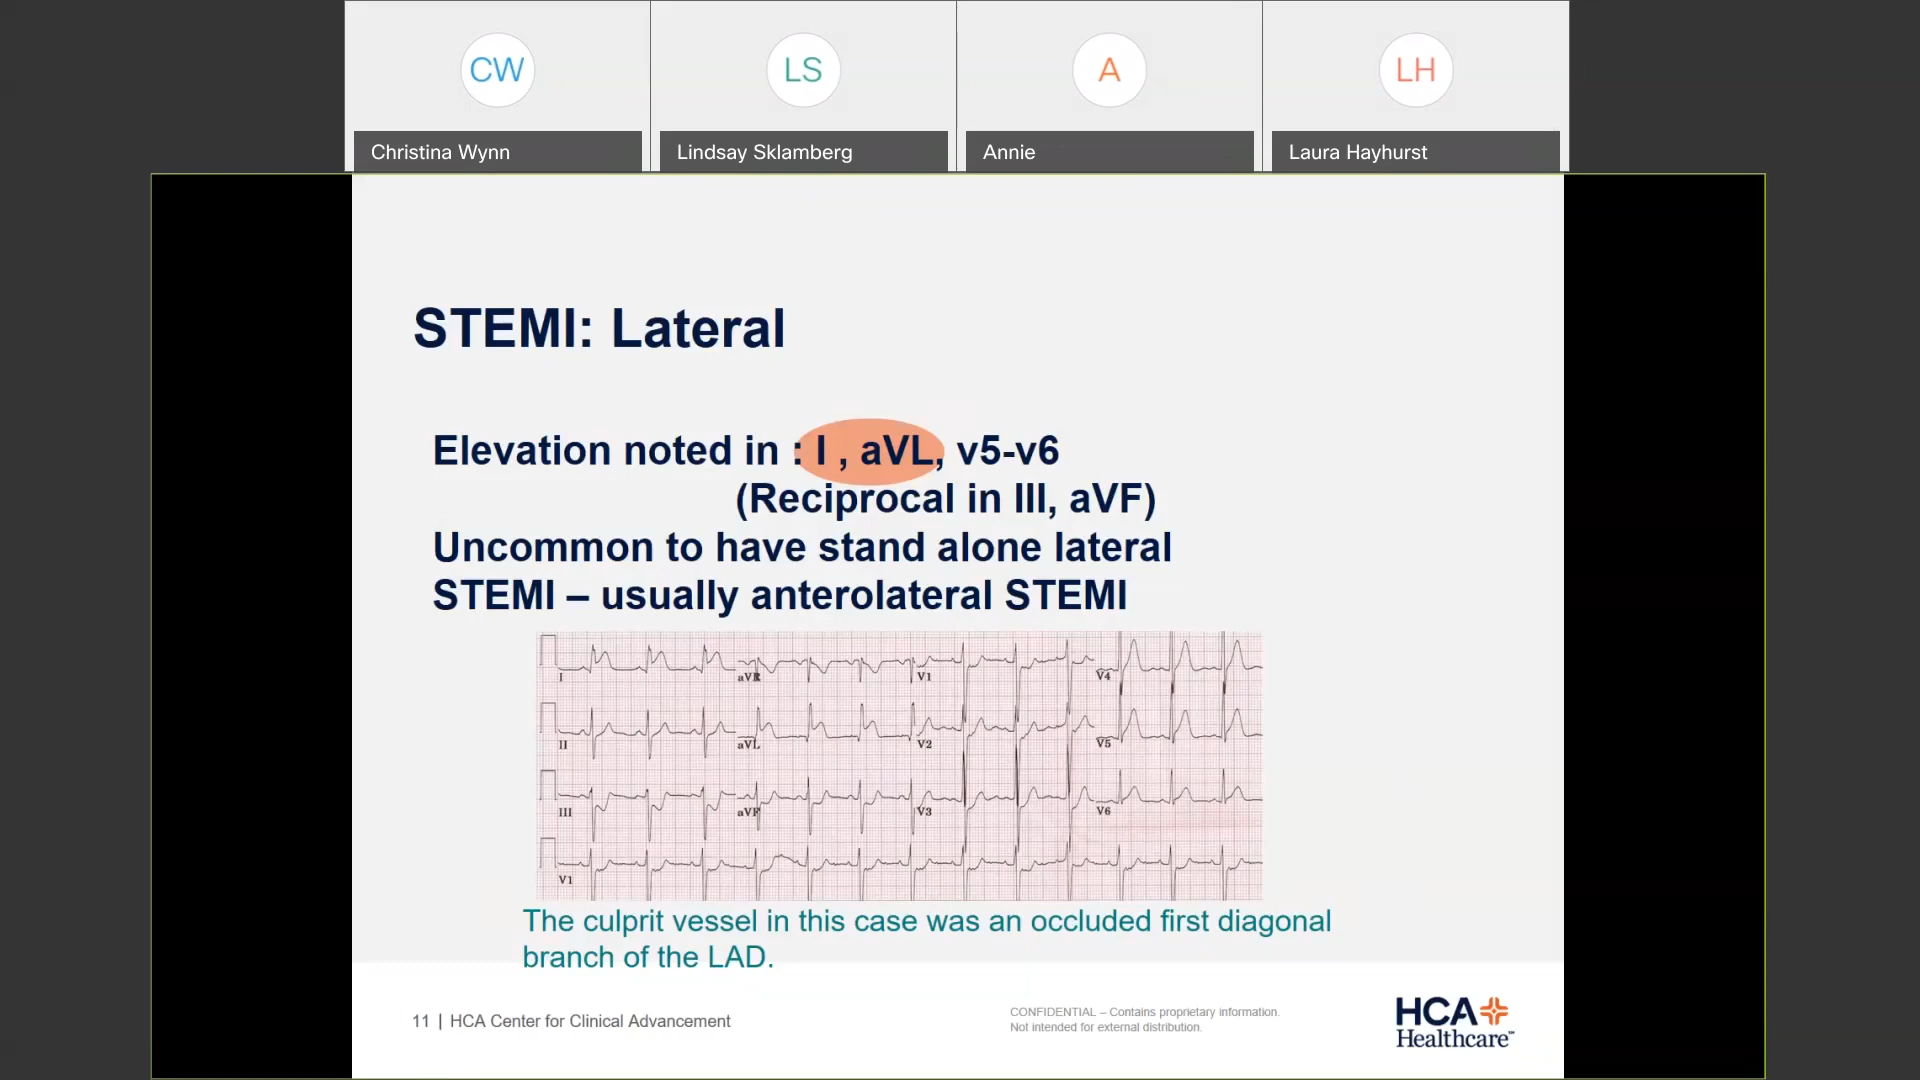 CW
LS
A
LH
Christina Wynn
Lindsay Sklamberg
Annie
Laura Hayhurst
STEMI: Lateral
Elevation noted in : I , aVL, v5-v6
(Reciprocal in III, aVF)
Uncommon to have stand alone lateral
STEMI – usually anterolateral STEMI
I
aVR
V1
V4
II
aVL
V2
V5
III
aVF
V3
V6
V1
The culprit vessel in this case was an occluded first diagonal
branch of the LAD.
11 | HCA Center for Clinical Advancement
CONFIDENTIAL – Contains proprietary information.
Not intended for external distribution.
HCA
Healthcare™